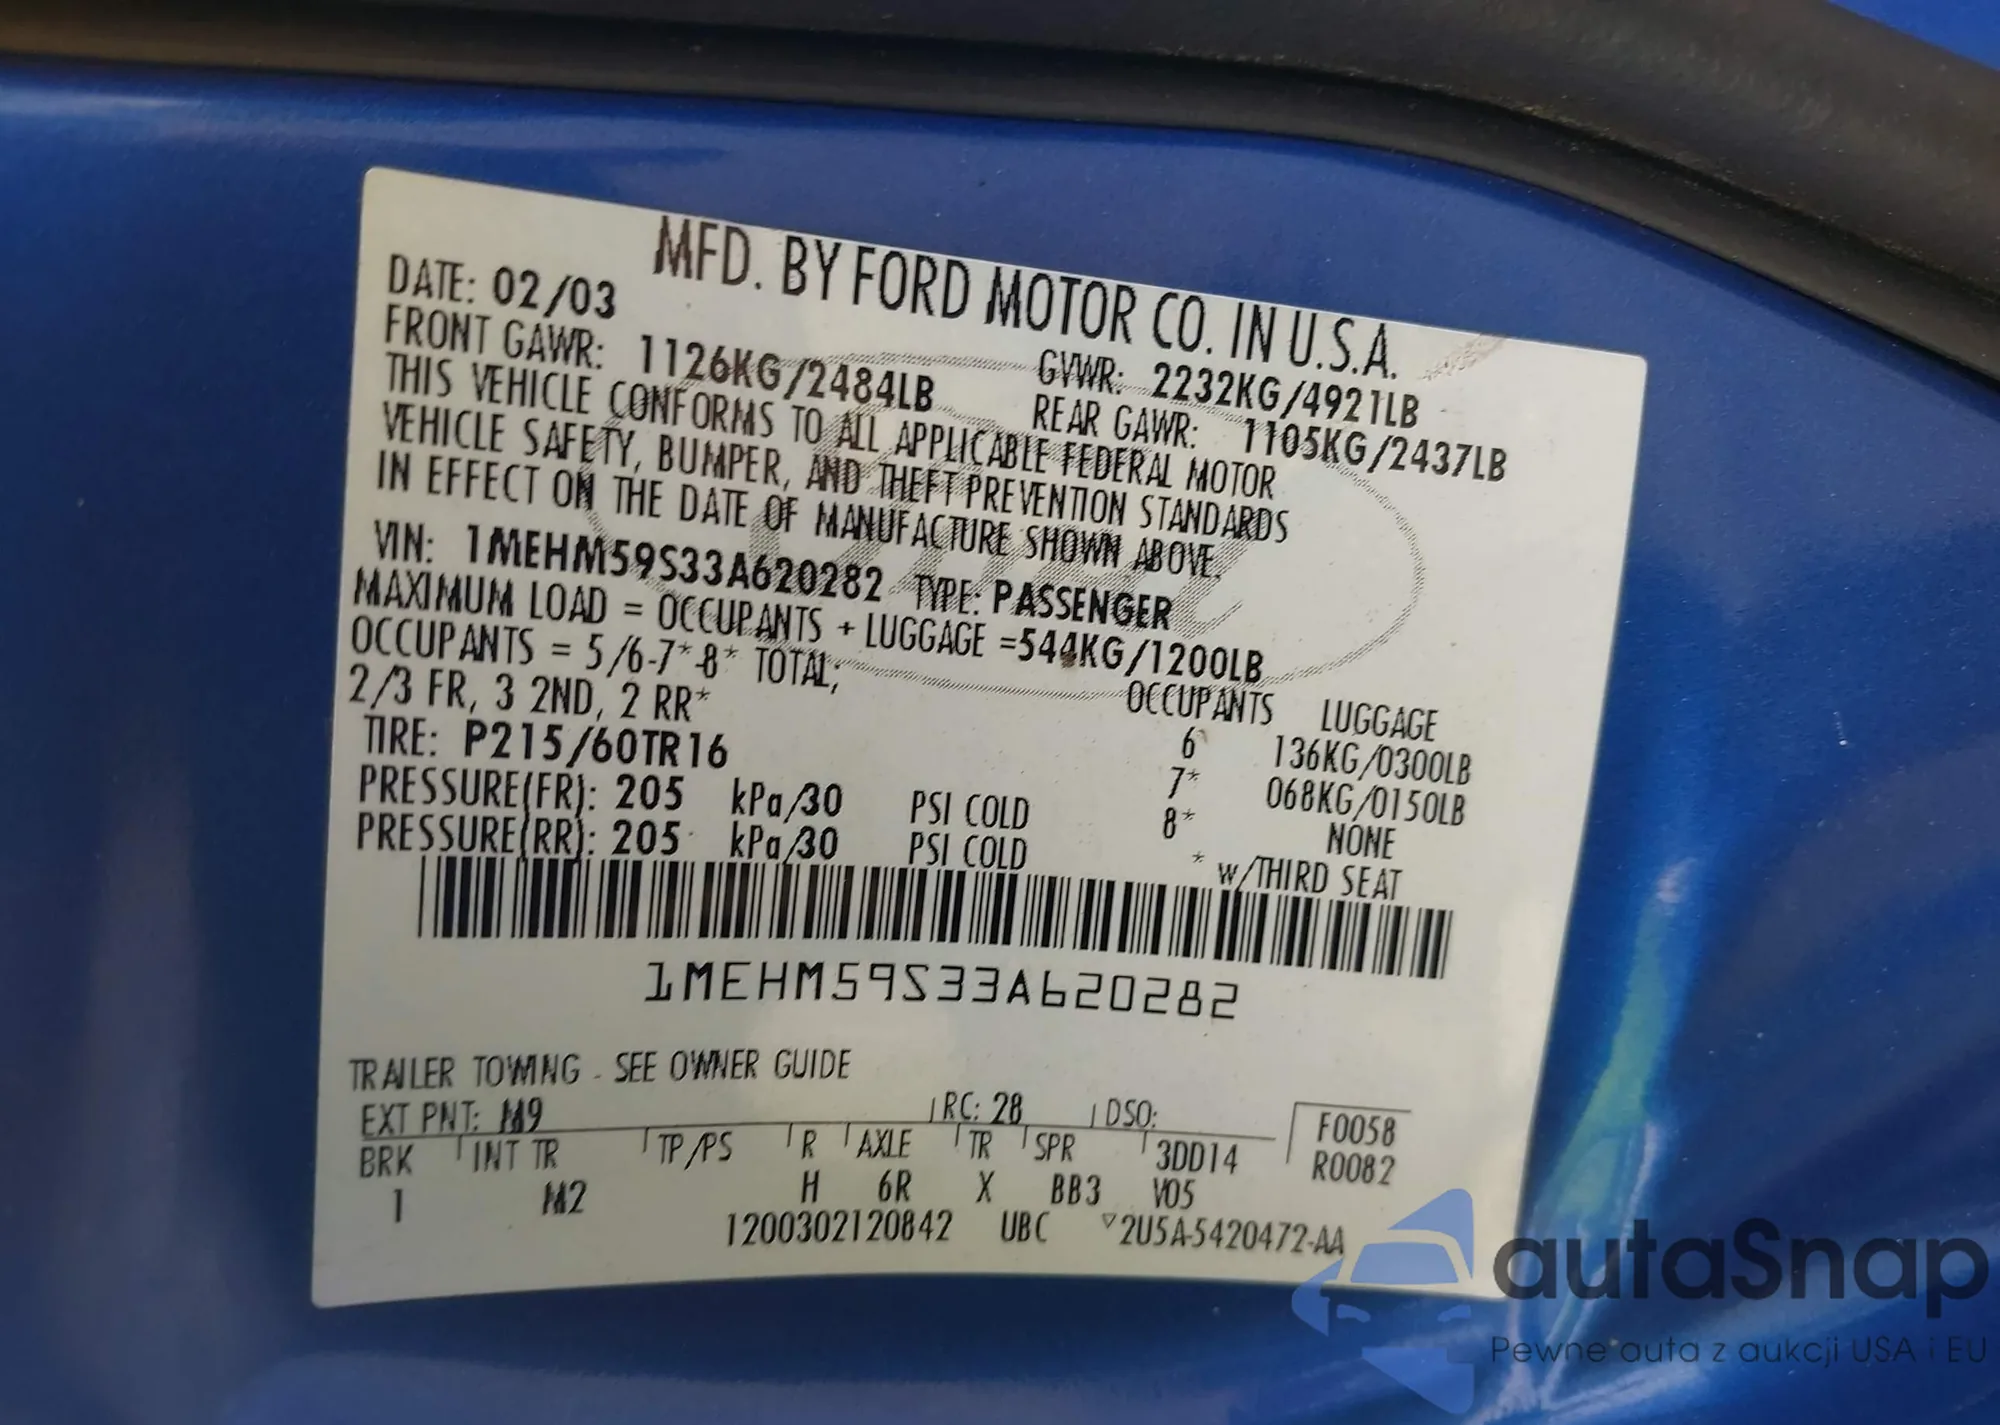 MFD. BY FORD MOTOR CO. IN U.S.A.
DATE: 02/03 GVWR: 2232KG/4921LB
FRONT GAWR: 1126KG/2484LB REAR GAWR: 1105KG/2437LB
THIS VEHICLE CONFORMS TO ALL APPLICABLE FEDERAL MOTOR
VEHICLE SAFETY, BUMPER, AND THEFT PREVENTION STANDARDS
IN EFFECT ON THE DATE OF MANUFACTURE SHOWN ABOVE.
VIN: 1MEHM59S33A620282 TYPE: PASSENGER
MAXIMUM LOAD = OCCUPANTS + LUGGAGE =544KG/1200LB
OCCUPANTS = 5/6-7*-8* TOTAL; OCCUPANTS LUGGAGE
2/3 FR, 3 2ND, 2 RR* 6 136KG/0300LB
TIRE: P215/60TR16 7* 068KG/0150LB
PRESSURE(FR): 205 kPa/30 PSI COLD 8* NONE
PRESSURE(RR): 205 kPa/30 PSI COLD * w/THIRD SEAT
1MEHM59S33A620282
TRAILER TOWING - SEE OWNER GUIDE
EXT PNT: M9 RC: 28 DSO: F0058
BRK INT TR TP/PS R AXLE TR SPR 3DD14 R0082
1 M2 H 6R X BB3 V05
1200302120842 UBC ▽2U5A-5420472-AA
autaSnap
Pewne auta z aukcji USA i EU